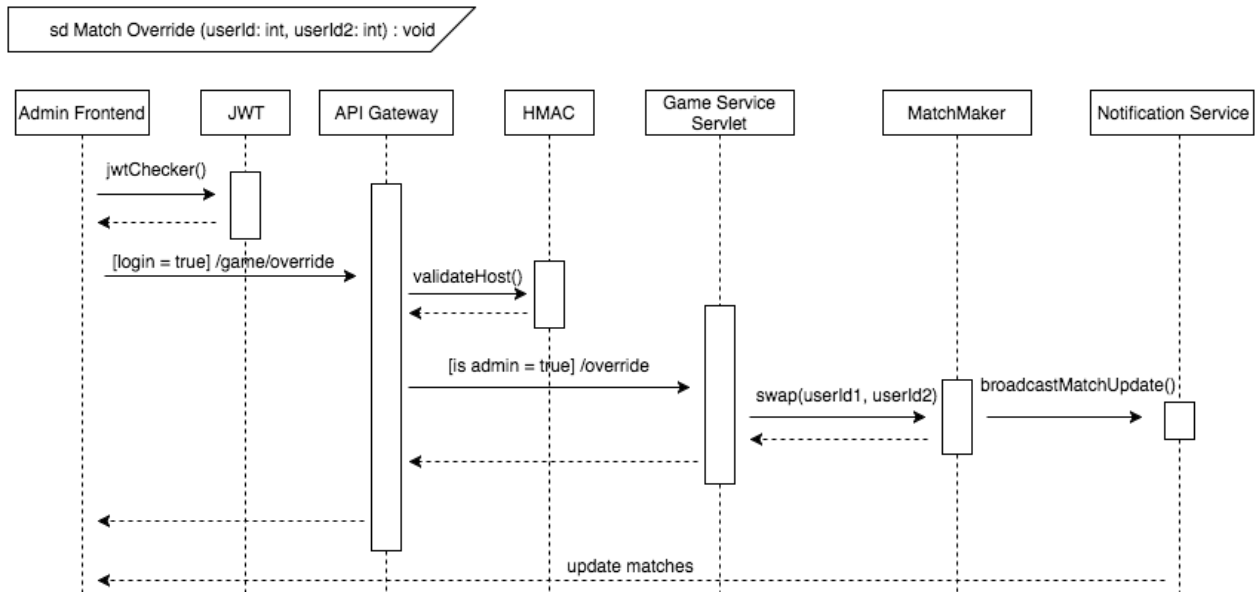 sd Match Override (userId: int, userId2: int) : void
Admin Frontend
JWT
API Gateway
HMAC
Game Service
Servlet
MatchMaker
Notification Service
jwtChecker()
[login = true] /game/override
validateHost()
[is admin = true] /override
swap(userId1, userId2)
broadcastMatchUpdate()
update matches